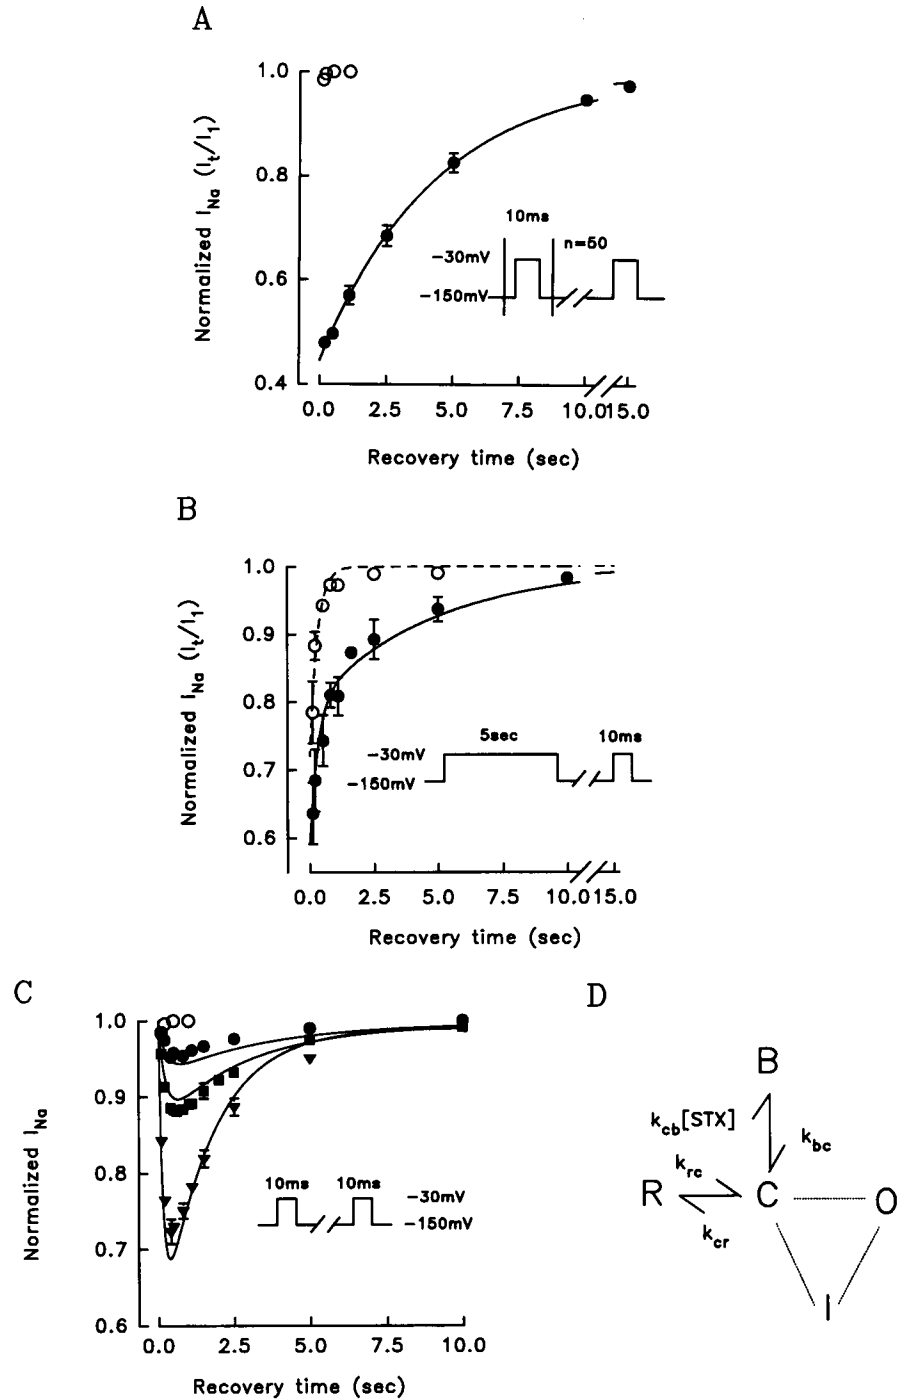 A
Normalized I_Na (I_t/I_1)
1.0
0.8
0.6
0.4
10ms
n=50
−30mV
−150mV
0.0 2.5 5.0 7.5 10.0 15.0
Recovery time (sec)
B
Normalized I_Na (I_t/I_1)
1.0
0.9
0.8
0.7
0.6
5sec 10ms
−30mV
−150mV
0.0 2.5 5.0 7.5 10.0 15.0
Recovery time (sec)
C
Normalized I_Na
1.0
0.9
0.8
0.7
0.6
10ms 10ms
−30mV
−150mV
0.0 2.5 5.0 7.5 10.0
Recovery time (sec)
D
B
k_cb[STX]
k_bc
k_rc
R C O
k_cr
I